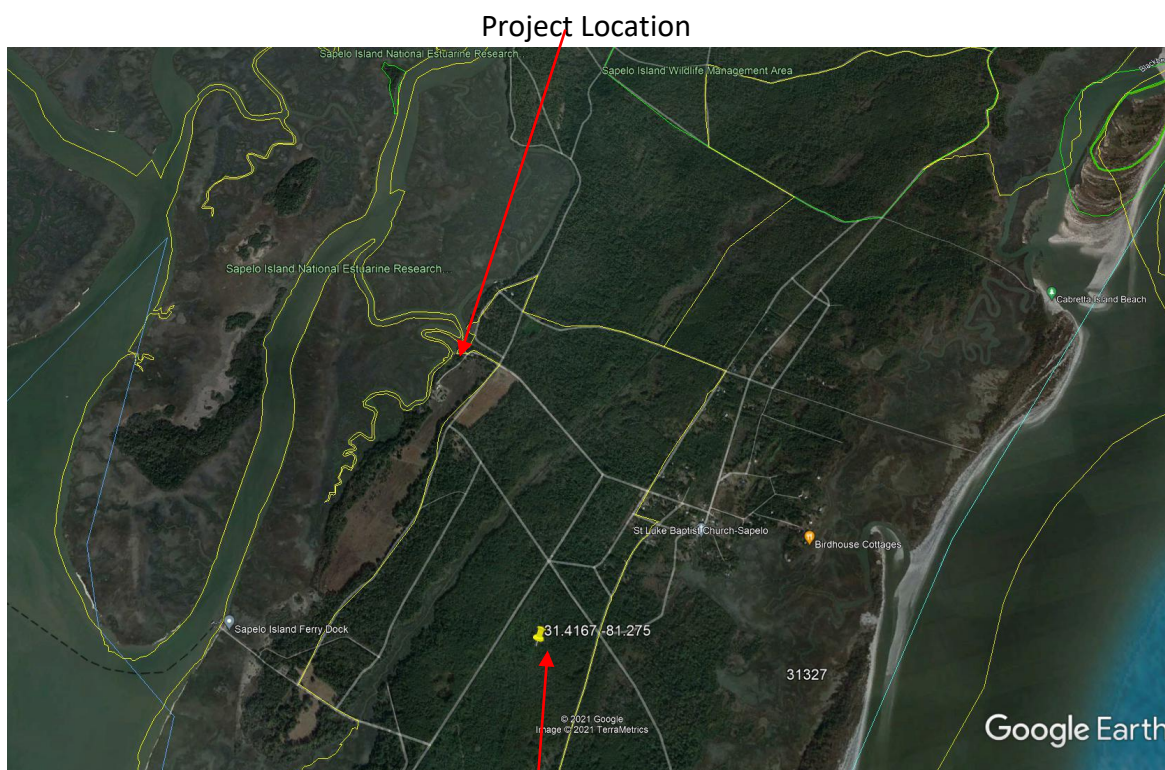 Project Location
Sapelo Island National Estuarine Research...
Sapelo Island Wildlife Management Area
Sapelo Island National Estuarine Research...
Cabretta Island Beach
St Luke Baptist Church-Sapelo
Birdhouse Cottages
Sapelo Island Ferry Dock
31.4167, -81.275
31327
© 2021 Google
Image © 2021 TerraMetrics
Google Earth